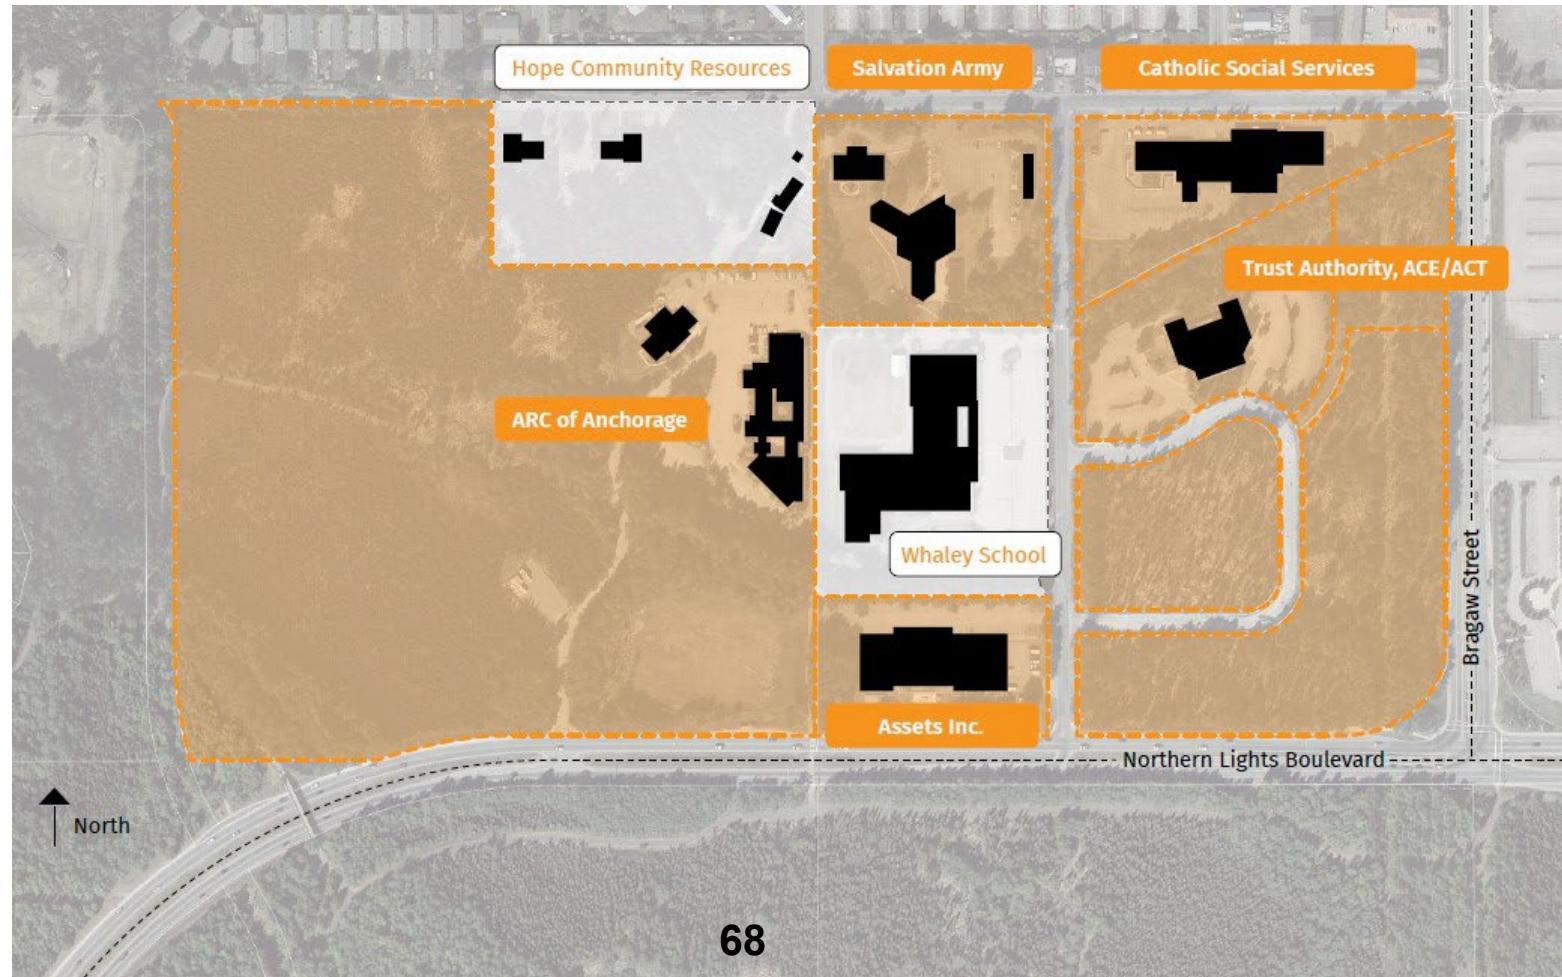 Hope Community Resources
Salvation Army
Catholic Social Services
Trust Authority, ACE/ACT
ARC of Anchorage
Whaley School
Bragaw Street
Assets Inc.
Northern Lights Boulevard
North
68